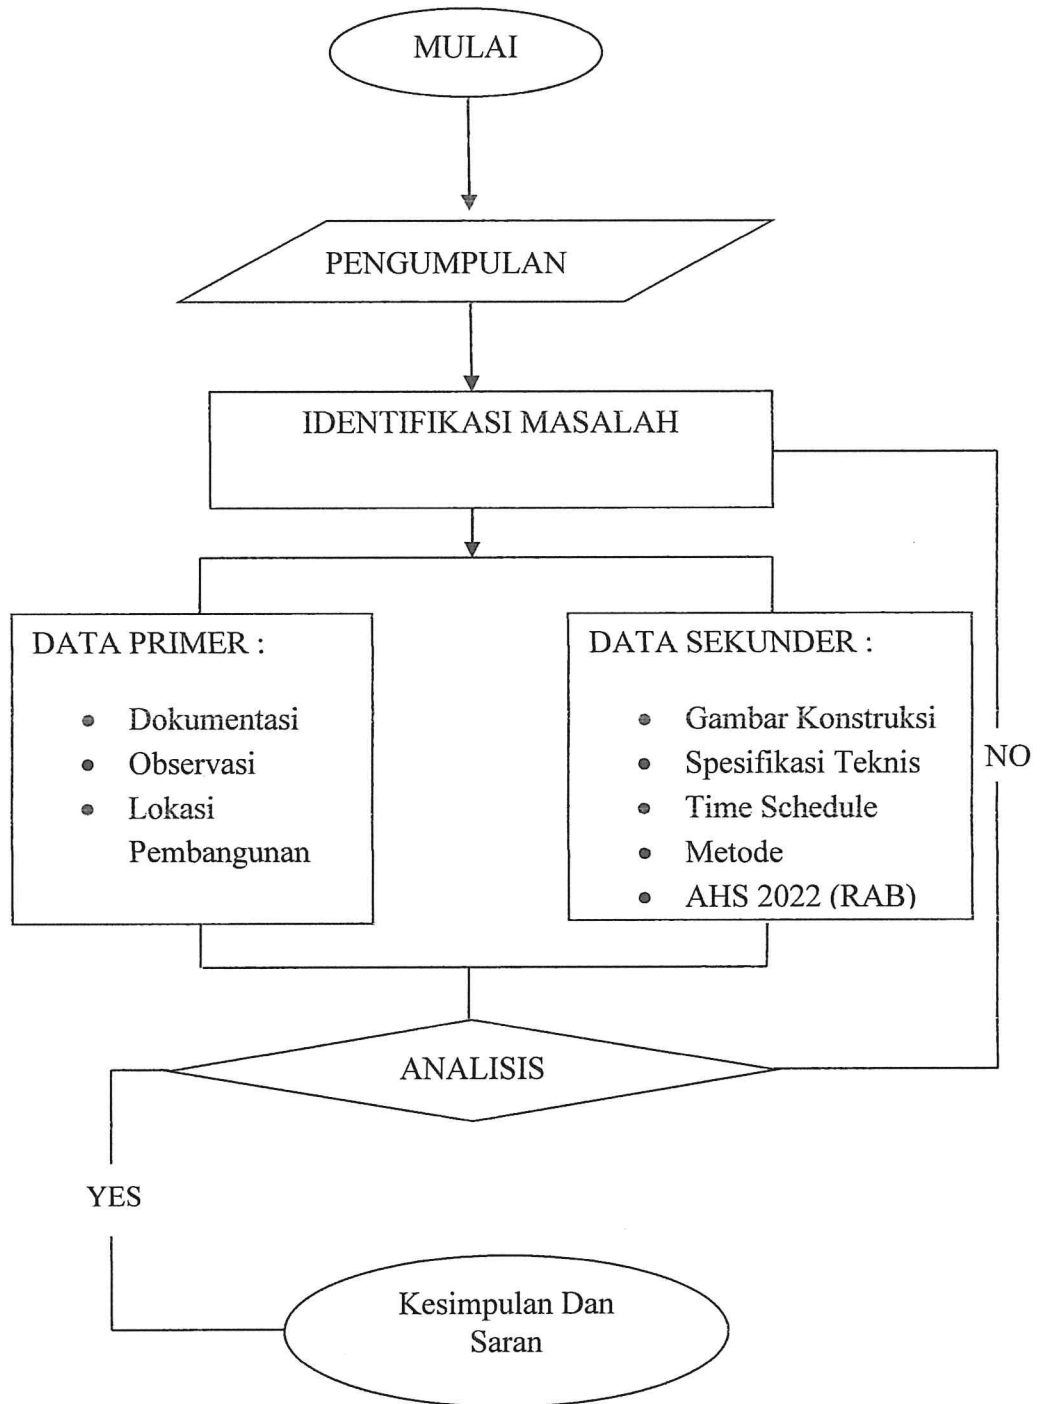 MULAI
PENGUMPULAN
IDENTIFIKASI MASALAH
DATA PRIMER :
• Dokumentasi
• Observasi
• Lokasi
Pembangunan
DATA SEKUNDER :
• Gambar Konstruksi
• Spesifikasi Teknis
• Time Schedule
• Metode
• AHS 2022 (RAB)
NO
ANALISIS
YES
Kesimpulan Dan
Saran